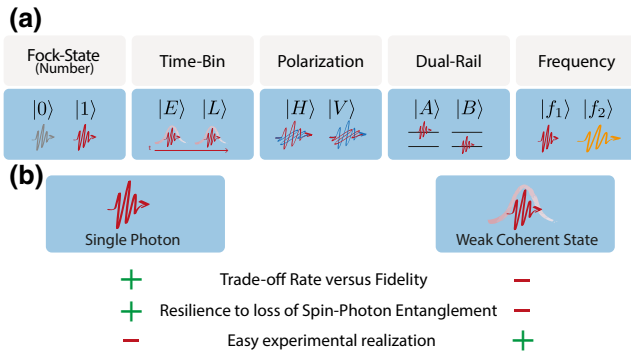 (a)
Fock-State
(Number)
Time-Bin
Polarization
Dual-Rail
Frequency
|0⟩ |1⟩
|E⟩ |L⟩
|H⟩ |V⟩
|A⟩ |B⟩
|f₁⟩ |f₂⟩
t
(b)
Single Photon
Weak Coherent State
+ Trade-off Rate versus Fidelity −
+ Resilience to loss of Spin-Photon Entanglement −
− Easy experimental realization +